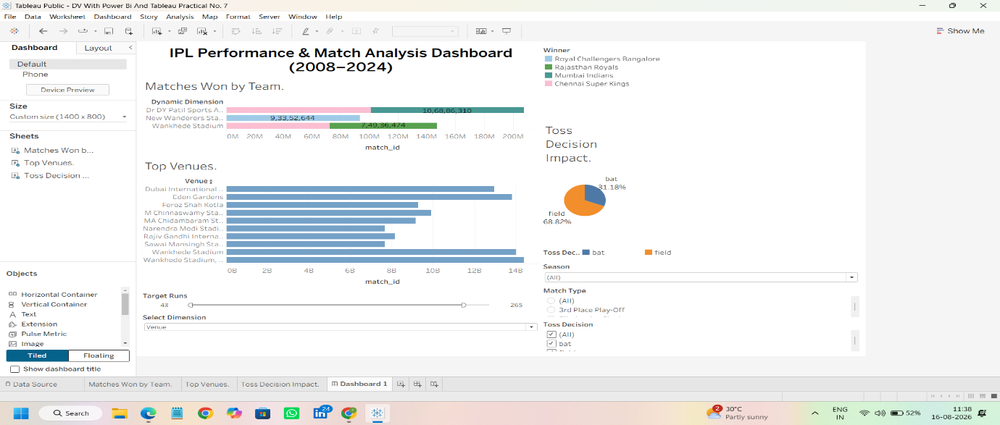 Tableau Public - DV With Power Bi And Tableau Practical No. 7
File Data Worksheet Dashboard Story Analysis Map Format Server Window Help
Show Me
Dashboard
Layout
Default
Phone
Device Preview
Size
Custom size (1400 x 800)
Sheets
Matches Won b...
Top Venues.
Toss Decision ...
Objects
Horizontal Container
Vertical Container
Text
Extension
Pulse Metric
Image
Tiled
Floating
Show dashboard title
IPL Performance & Match Analysis Dashboard
(2008–2024)
Matches Won by Team.
Dynamic Dimension
Dr DY Patil Sports A..
10,68,86,310
New Wanderers Sta..
9,33,52,644
Wankhede Stadium
7,49,36,474
0M 20M 40M 60M 80M 100M 120M 140M 160M 180M 200M
match_id
Top Venues.
Venue
Dubai International ..
Eden Gardens
Feroz Shah Kotla
M Chinnaswamy Sta..
MA Chidambaram St..
Narendra Modi Stadi..
Rajiv Gandhi Interna..
Sawai Mansingh Sta..
Wankhede Stadium
Wankhede Stadium, ..
0B 2B 4B 6B 8B 10B 12B 14B
match_id
Target Runs
43
265
Select Dimension
Venue
Winner
Royal Challengers Bangalore
Rajasthan Royals
Mumbai Indians
Chennai Super Kings
Toss
Decision
Impact.
bat
31.18%
field
68.82%
Toss Dec.. bat field
Season
(All)
Match Type
(All)
3rd Place Play-Off
Toss Decision
(All)
bat
Data Source
Matches Won by Team.
Top Venues.
Toss Decision Impact.
Dashboard 1
Search
24
2
30°C
Partly sunny
ENG
IN
52%
11:38
16-08-2026